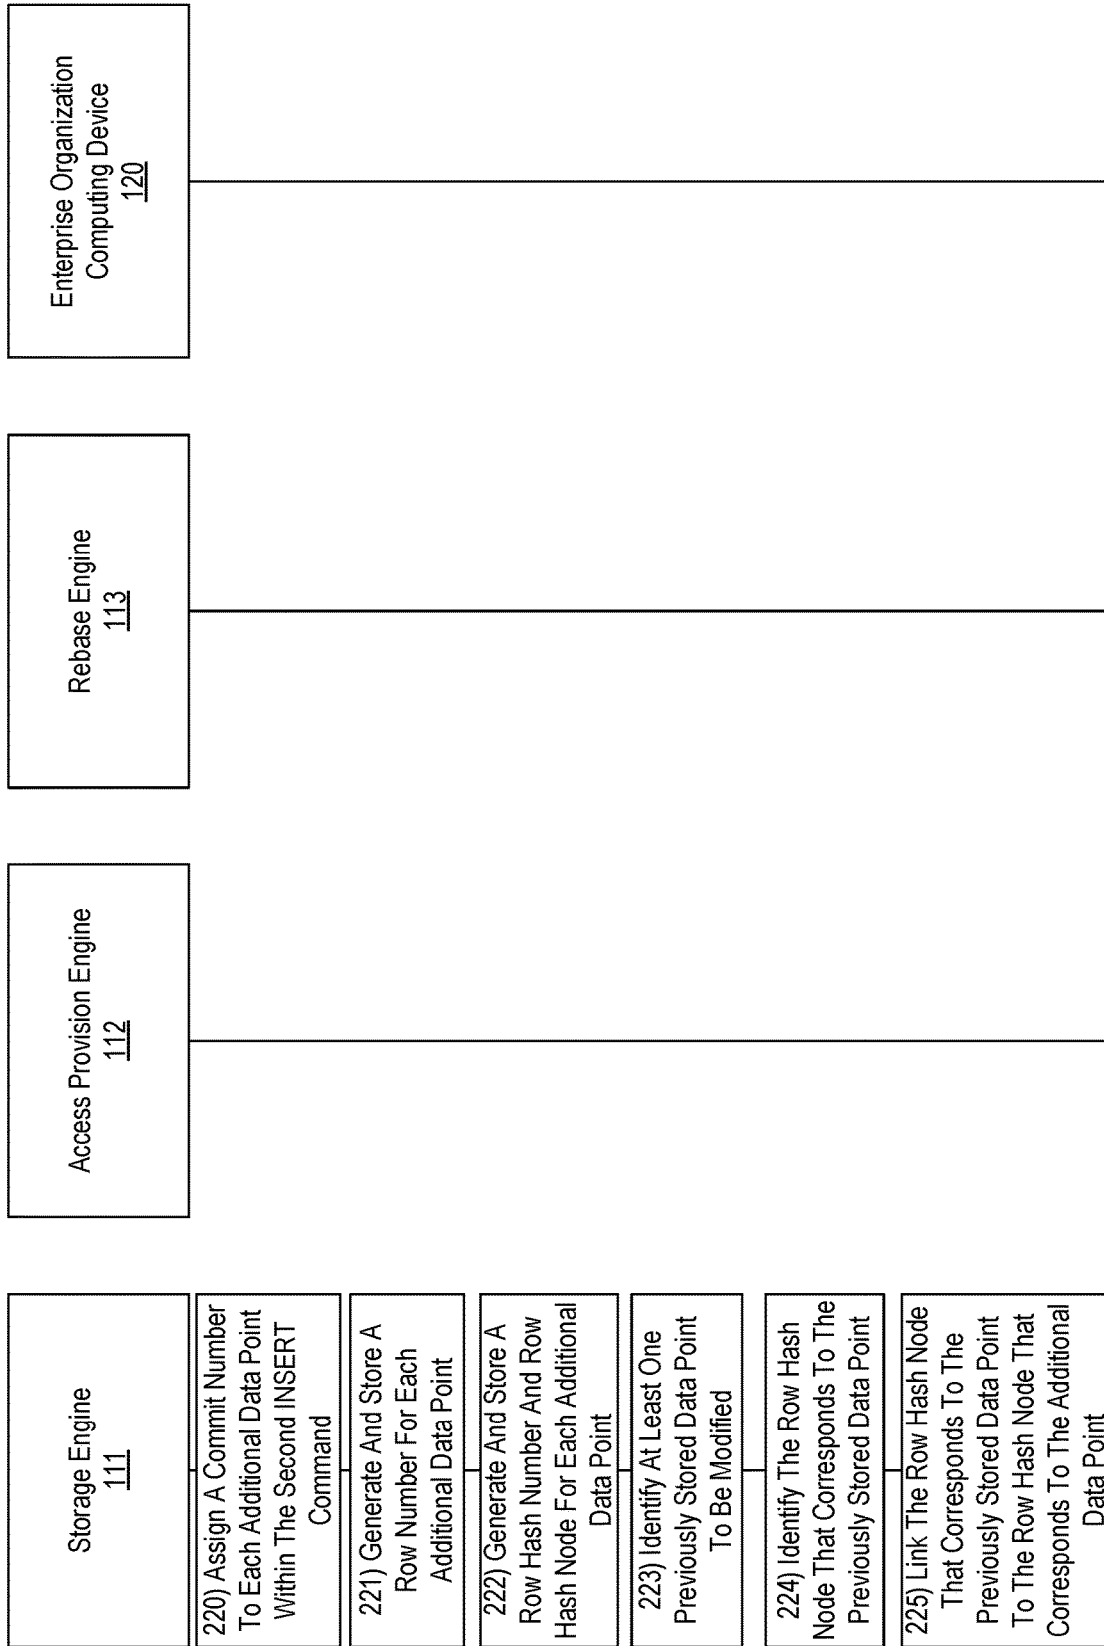 Storage Engine
111
Access Provision Engine
112
Rebase Engine
113
Enterprise Organization
Computing Device
120
220) Assign A Commit Number
To Each Additional Data Point
Within The Second INSERT
Command
221) Generate And Store A
Row Number For Each
Additional Data Point
222) Generate And Store A
Row Hash Number And Row
Hash Node For Each Additional
Data Point
223) Identify At Least One
Previously Stored Data Point
To Be Modified
224) Identify The Row Hash
Node That Corresponds To The
Previously Stored Data Point
225) Link The Row Hash Node
That Corresponds To The
Previously Stored Data Point
To The Row Hash Node That
Corresponds To The Additional
Data Point